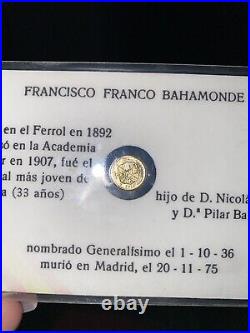 FRANCISCO FRANCO BAHAMONDE
en el Ferrol en 1892
só en la Academia
er en 1907, fué el
al más joven de
a (33 años)
hijo de D. Nicolá
y D.ª Pilar Ba
nombrado Generalísimo el 1 - 10 - 36
murió en Madrid, el 20 - 11 - 75